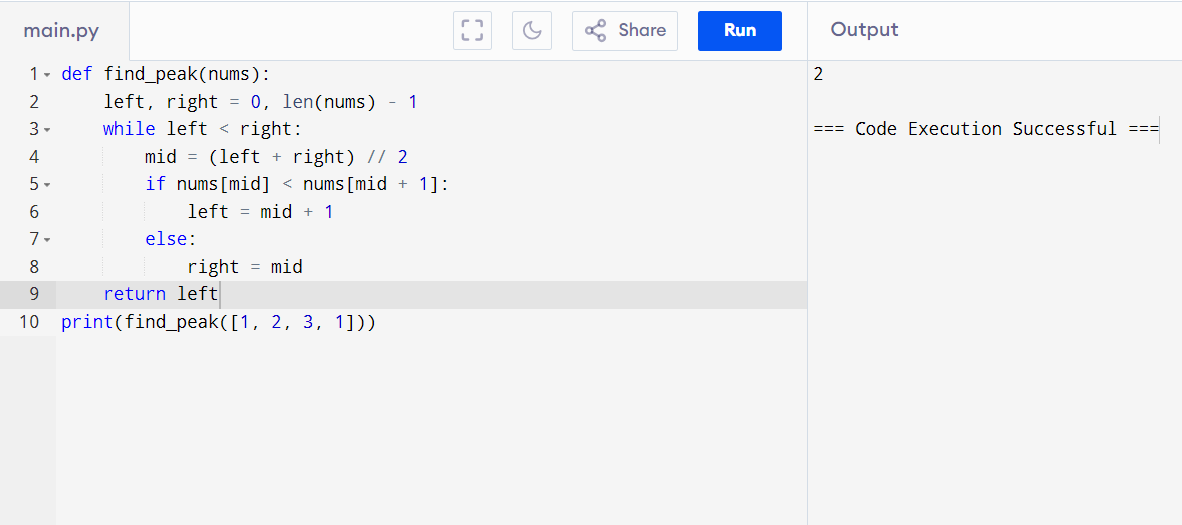 main.py
Share
Run
Output
1 def find_peak(nums):
2     left, right = 0, len(nums) - 1
3     while left < right:
4         mid = (left + right) // 2
5         if nums[mid] < nums[mid + 1]:
6             left = mid + 1
7         else:
8             right = mid
9     return left
10 print(find_peak([1, 2, 3, 1]))
2
=== Code Execution Successful ===